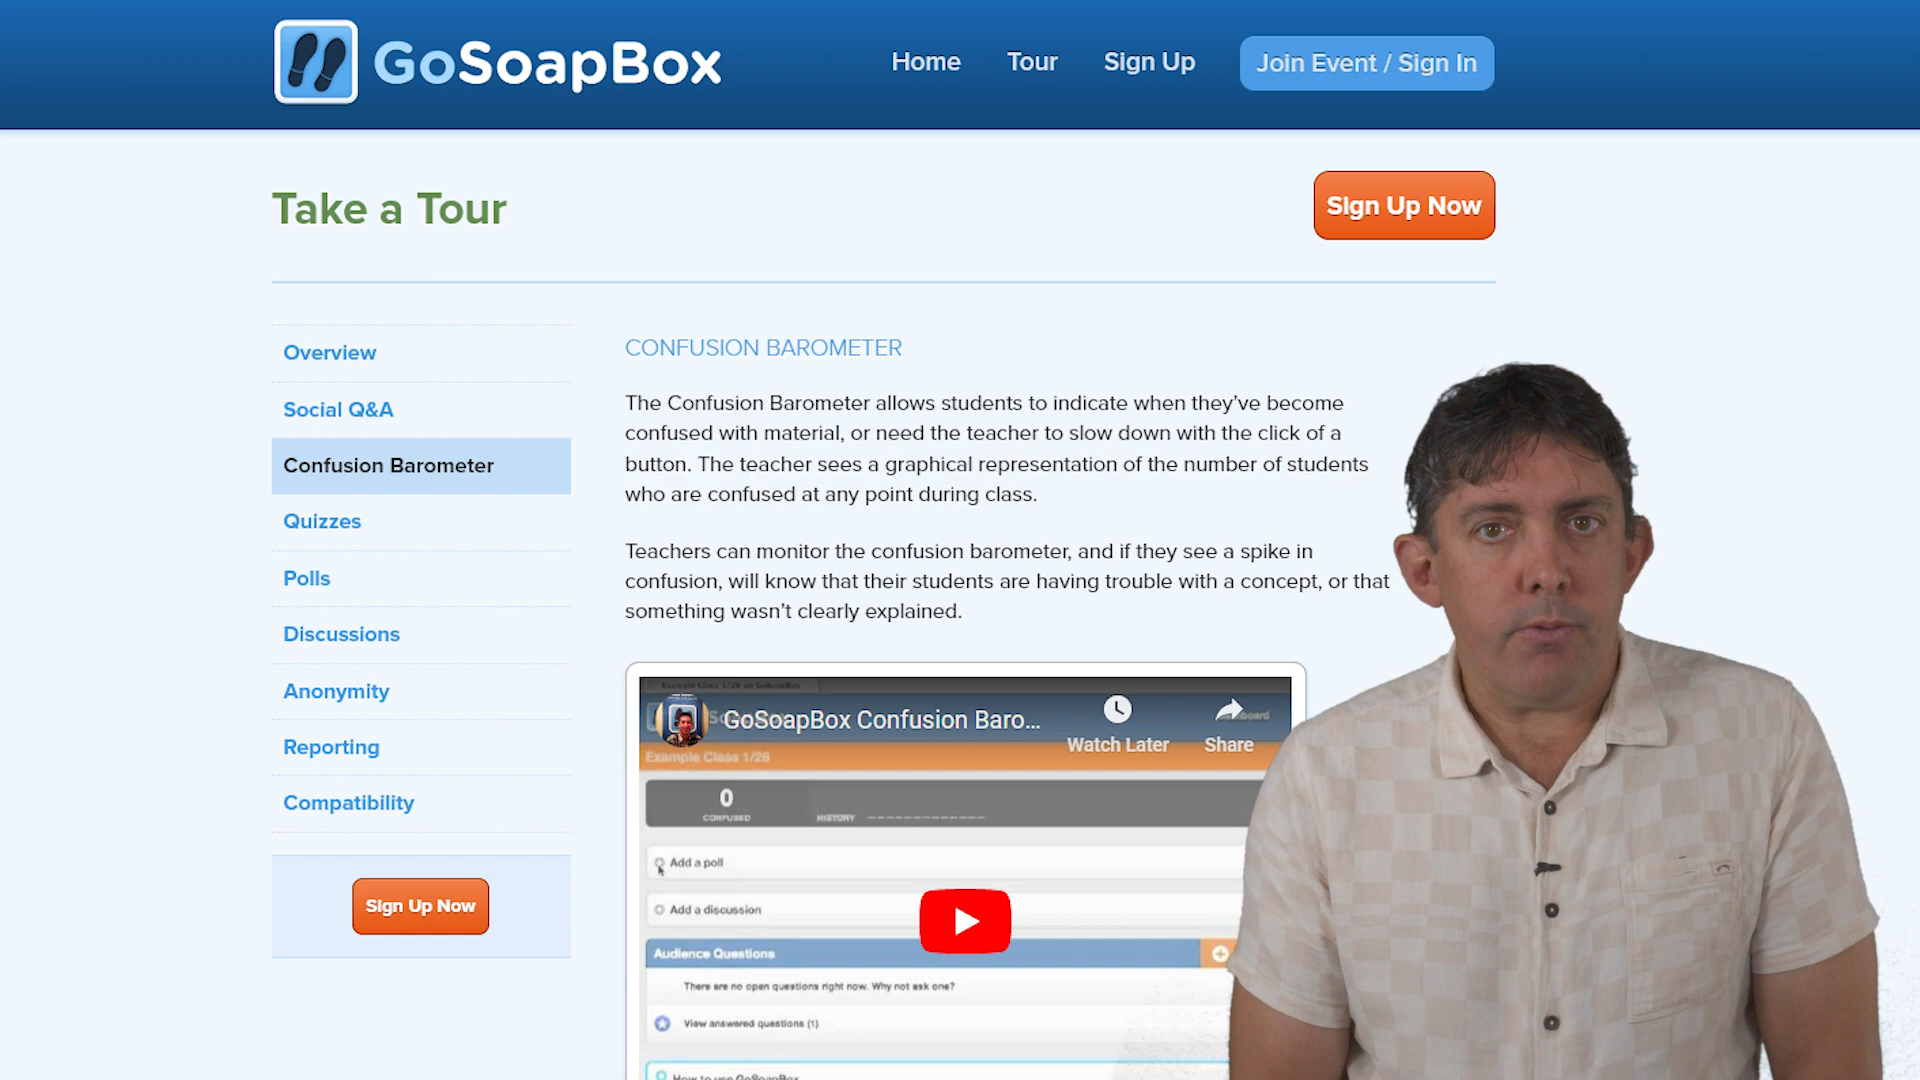 GoSoapBox
Home
Tour
Sign Up
Join Event / Sign In
Take a Tour
Sign Up Now
Overview
Social Q&A
Confusion Barometer
Quizzes
Polls
Discussions
Anonymity
Reporting
Compatibility
Sign Up Now
CONFUSION BAROMETER
The Confusion Barometer allows students to indicate when they’ve become
confused with material, or need the teacher to slow down with the click of a
button. The teacher sees a graphical representation of the number of students
who are confused at any point during class.
Teachers can monitor the confusion barometer, and if they see a spike in
confusion, will know that their students are having trouble with a concept, or that
something wasn’t clearly explained.
GoSoapBox Confusion Baro...
Watch Later
Share
Example Class 1/26
0
CONFUSED
HISTORY
Add a poll
Add a discussion
Audience Questions
There are no open questions right now. Why not ask one?
View answered questions (1)
How to use GoSoapBox